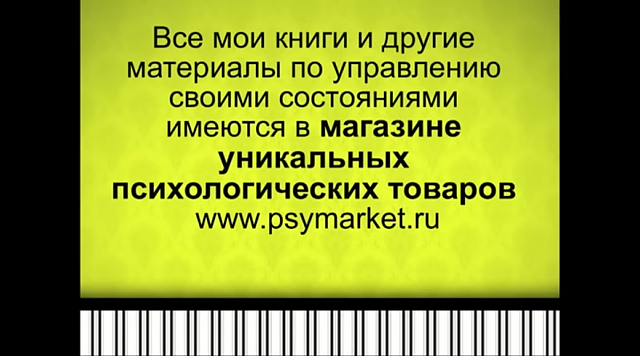 Все мои книги и другие
материалы по управлению
своими состояниями
имеются в магазине
уникальных
психологических товаров
www.psymarket.ru